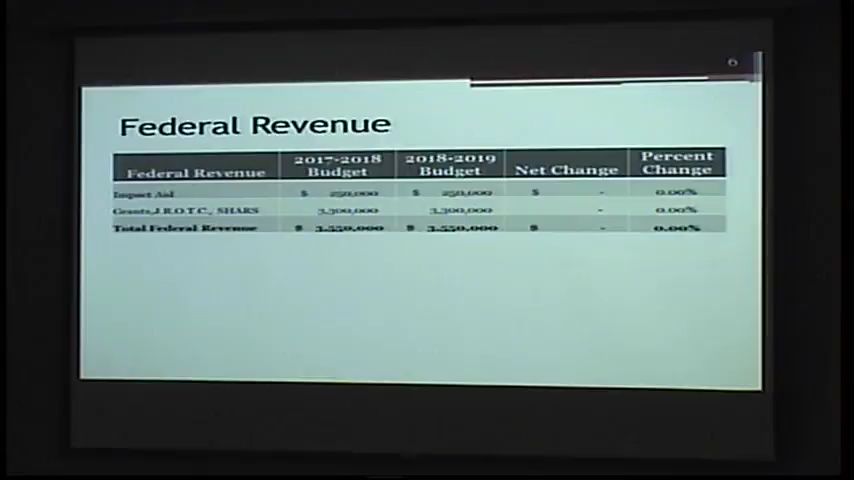 6
Federal Revenue
Federal Revenue 2017-2018 Budget 2018-2019 Budget Net Change Percent Change
Impact Aid $ 250,000 $ 250,000 $ - 0.00%
Grants,J.R.O.T.C., SHARS 3,300,000 3,300,000 - 0.00%
Total Federal Revenue $ 3,550,000 $ 3,550,000 $ - 0.00%